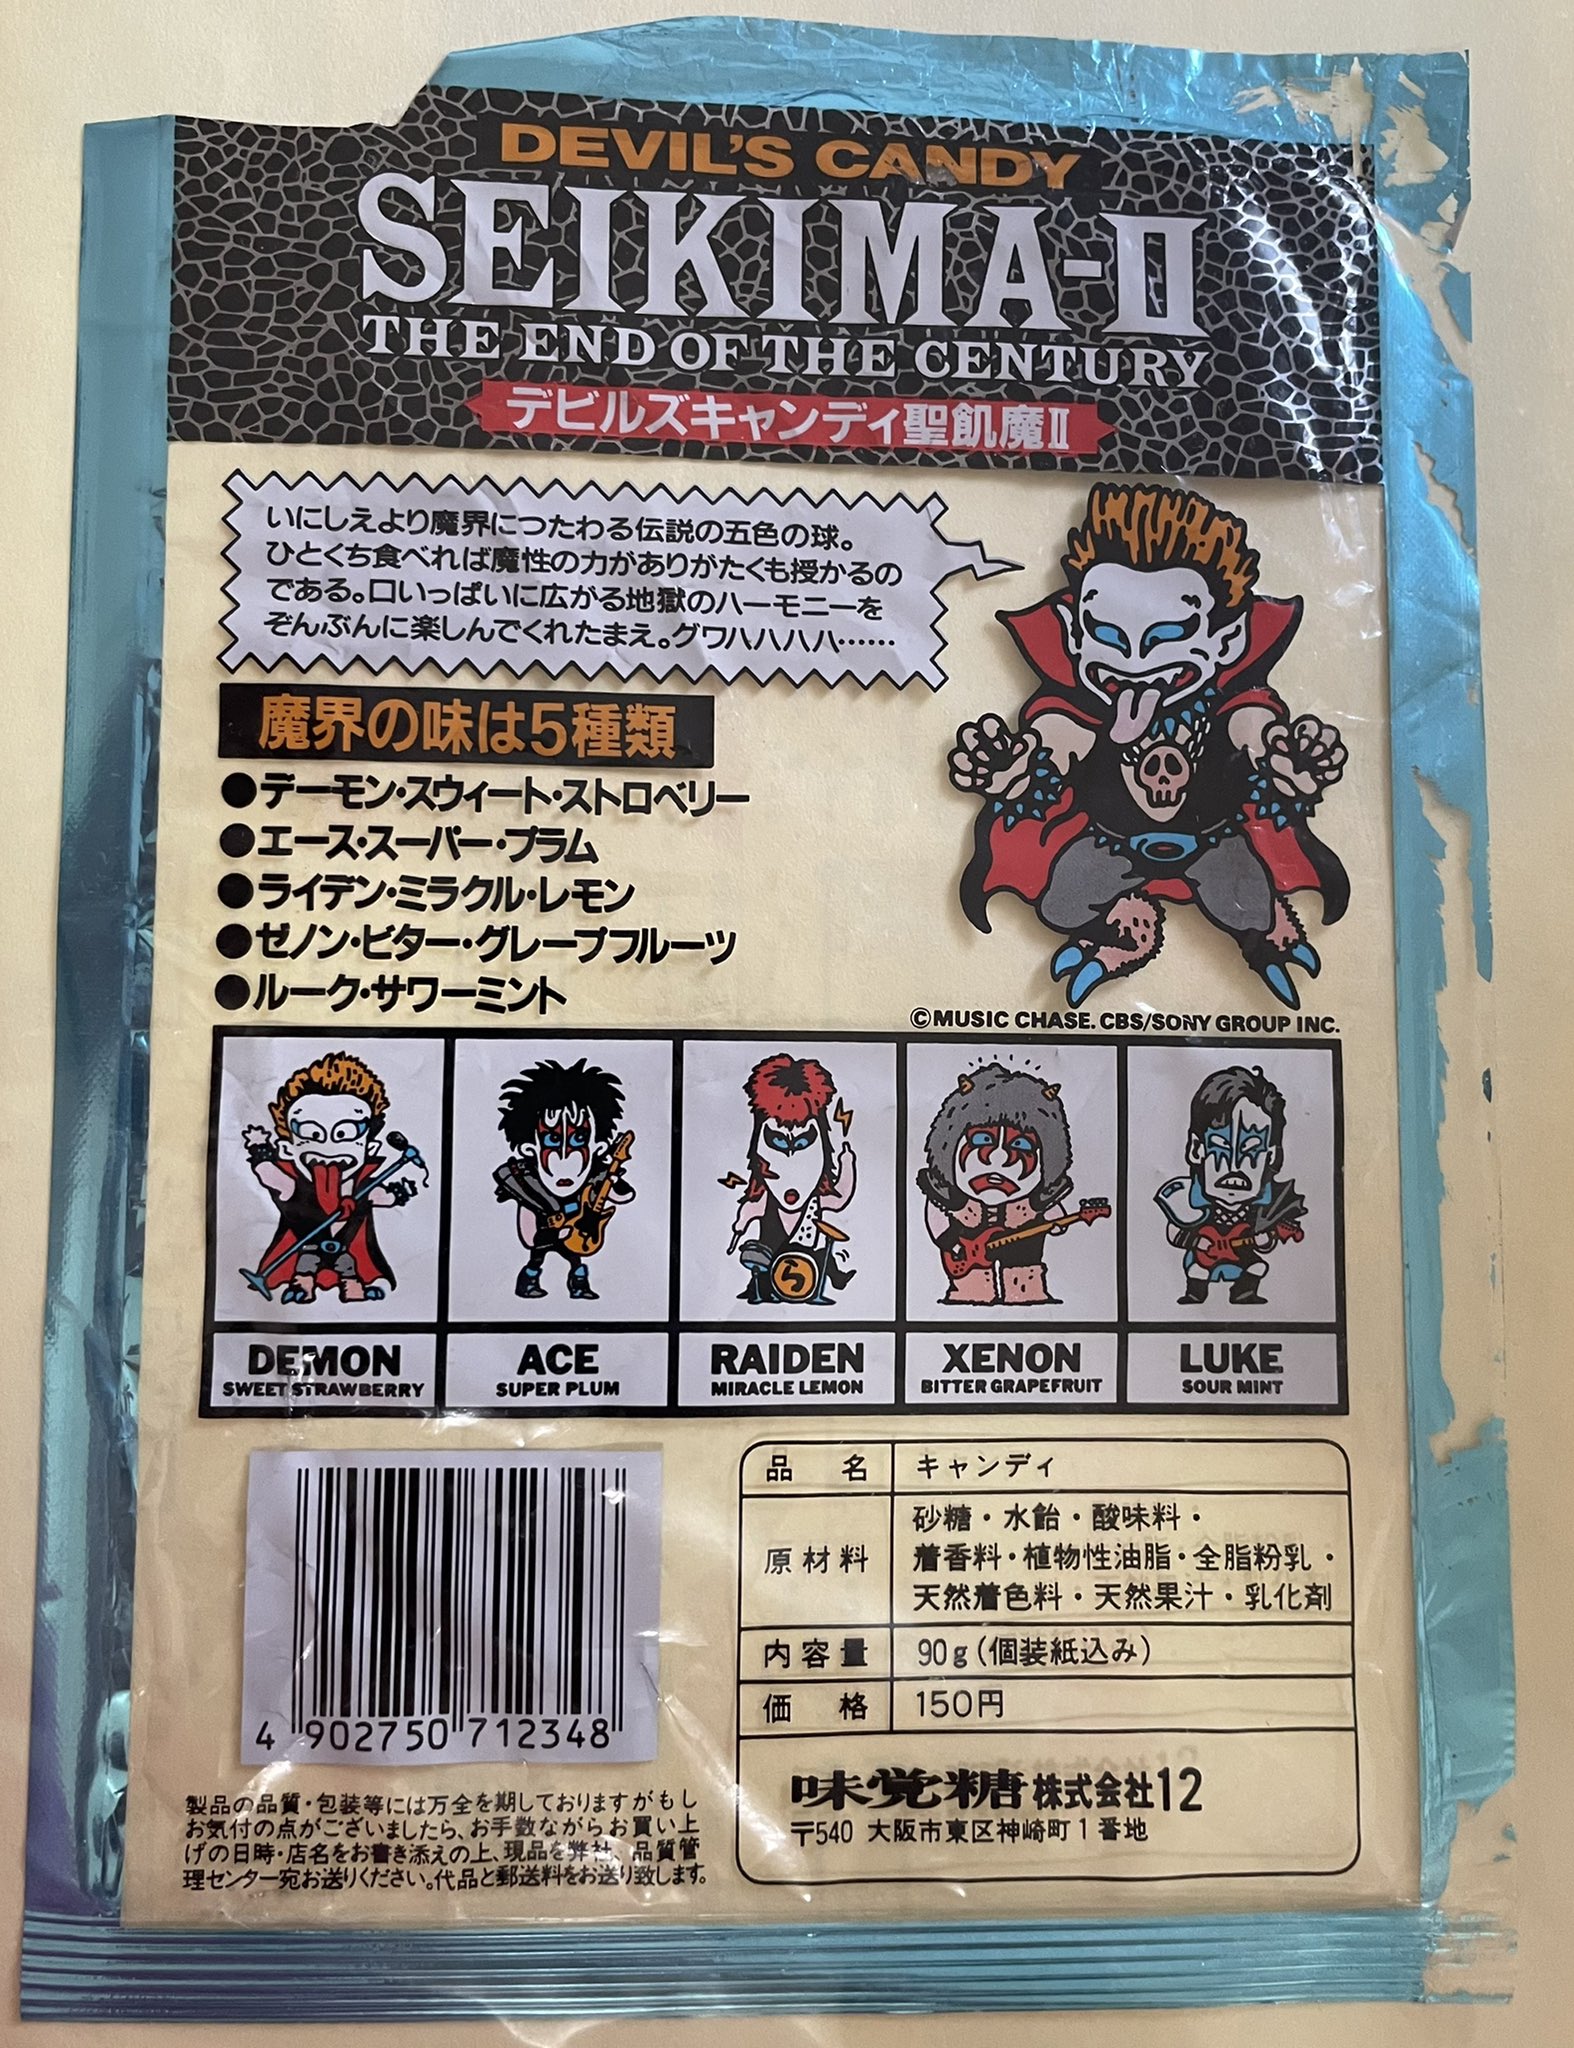 DEVIL'S CANDY
SEIKIMA-II
THE END OF THE CENTURY
デビルズキャンディ聖飢魔II
いにしえより魔界につたわる伝説の五色の球。
ひとくち食べれば魔性の力がありがたくも授かるの
である。口いっぱいに広がる地獄のハーモニーを
ぞんぶんに楽しんでくれたまえ。グワハハハハ……
魔界の味は5種類
●デーモン・スウィート・ストロベリー
●エース・スーパー・プラム
●ライデン・ミラクル・レモン
●ゼノン・ビター・グレープフルーツ
●ルーク・サワーミント
©MUSIC CHASE. CBS/SONY GROUP INC.
ら
DEMON
SWEET STRAWBERRY
ACE
SUPER PLUM
RAIDEN
MIRACLE LEMON
XENON
BITTER GRAPEFRUIT
LUKE
SOUR MINT
4 902750 712348
製品の品質・包装等には万全を期しておりますがもし
お気付の点がございましたら、お手数ながらお買い上
げの日時・店名をお書き添えの上、現品を弊社、品質管
理センター宛お送りください。代品と郵送料をお送り致します。
品名 キャンディ
原材料 砂糖・水飴・酸味料・
着香料・植物性油脂・全脂粉乳・
天然着色料・天然果汁・乳化剤
内容量 90g(個装紙込み)
価格 150円
味覚糖株式会社12
〒540 大阪市東区神崎町1番地